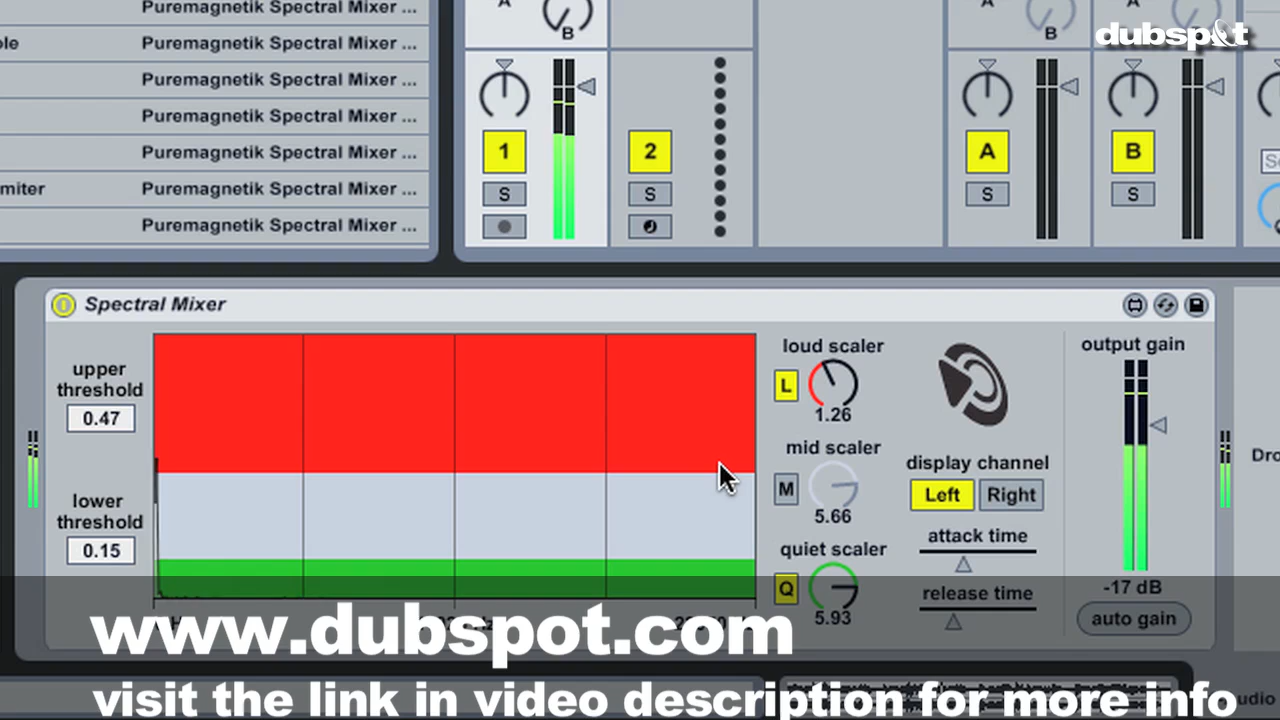 Puremagnetik Spectral Mixer ...
ole Puremagnetik Spectral Mixer ...
Puremagnetik Spectral Mixer ...
Puremagnetik Spectral Mixer ...
Puremagnetik Spectral Mixer ...
miter Puremagnetik Spectral Mixer ...
Puremagnetik Spectral Mixer ...
A A A
B B
dubspot
1 2 A B
S S S S
Spectral Mixer
upper
threshold
0.47
lower
threshold
0.15
loud scaler
L
1.26
mid scaler
M
5.66
quiet scaler
Q
5.93
display channel
Left Right
attack time
release time
output gain
-17 dB
auto gain
Dro
www.dubspot.com
visit the link in video description for more info
udio